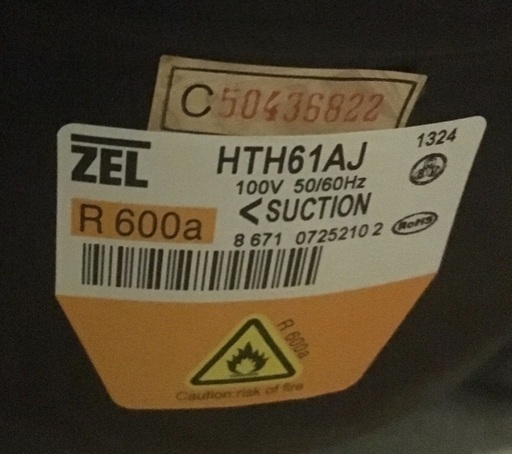 C50436822
ZEL
HTH61AJ
1324
100V 50/60Hz
<SUCTION
R 600a
8 671 0725210 2
RoHS
R 600a
Caution:risk of fire